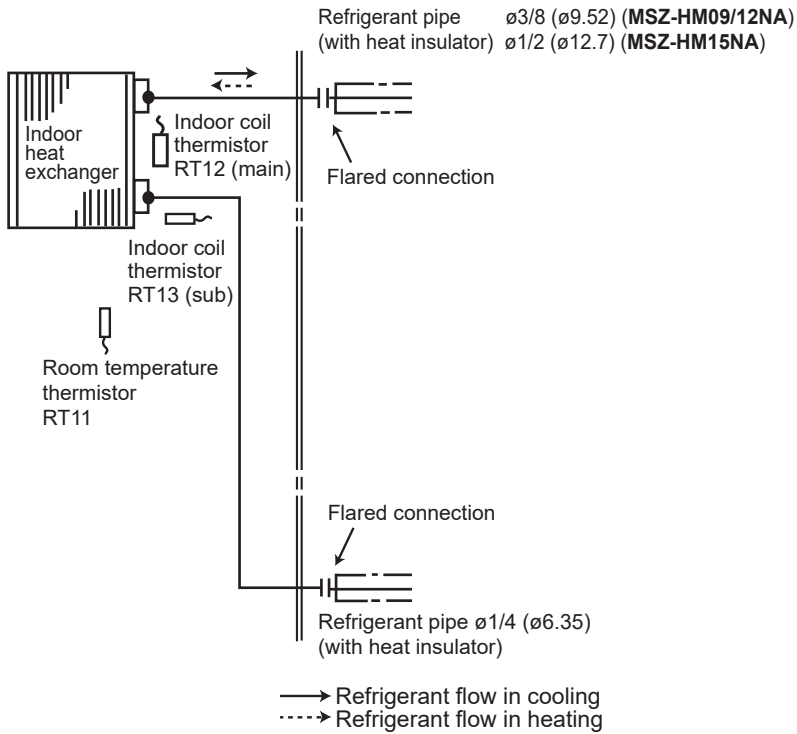 Refrigerant pipe ø3/8 (ø9.52) (MSZ-HM09/12NA)
(with heat insulator) ø1/2 (ø12.7) (MSZ-HM15NA)
Indoor
heat
exchanger
Indoor coil
thermistor
RT12 (main)
Flared connection
Indoor coil
thermistor
RT13 (sub)
Room temperature
thermistor
RT11
Flared connection
Refrigerant pipe ø1/4 (ø6.35)
(with heat insulator)
Refrigerant flow in cooling
Refrigerant flow in heating